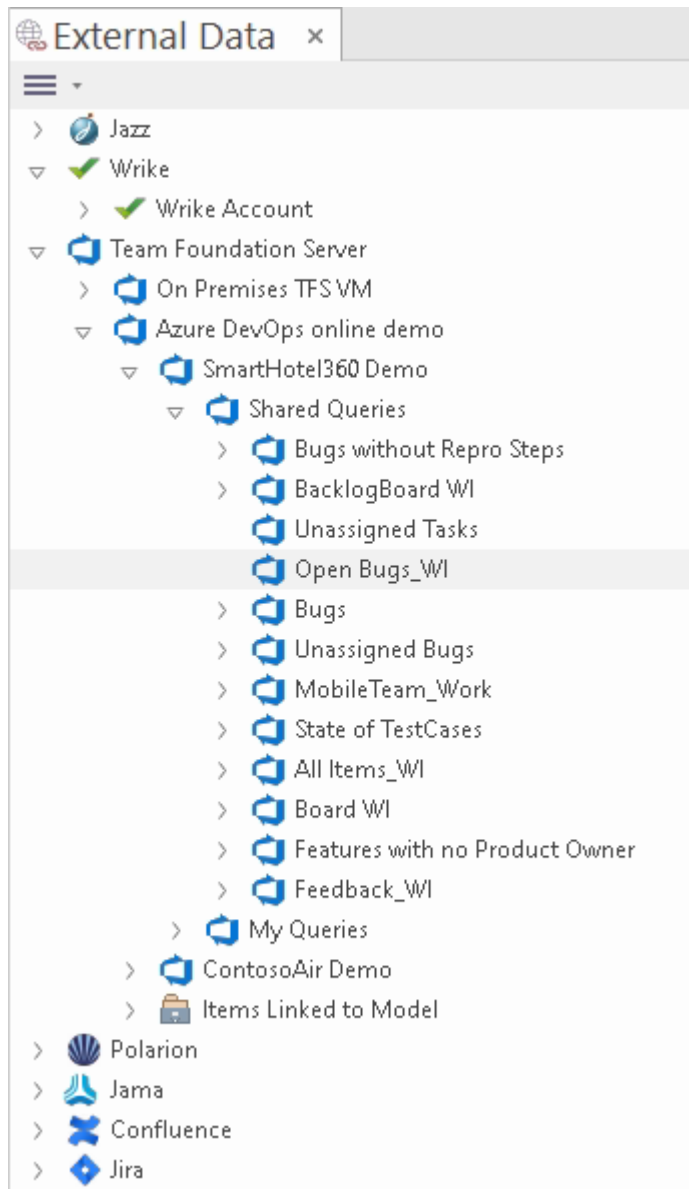 External Data
Jazz
Wrike
Wrike Account
Team Foundation Server
On Premises TFS VM
Azure DevOps online demo
SmartHotel360 Demo
Shared Queries
Bugs without Repro Steps
BacklogBoard WI
Unassigned Tasks
Open Bugs_WI
Bugs
Unassigned Bugs
MobileTeam_Work
State of TestCases
All Items_WI
Board WI
Features with no Product Owner
Feedback_WI
My Queries
ContosoAir Demo
Items Linked to Model
Polarion
Jama
Confluence
Jira